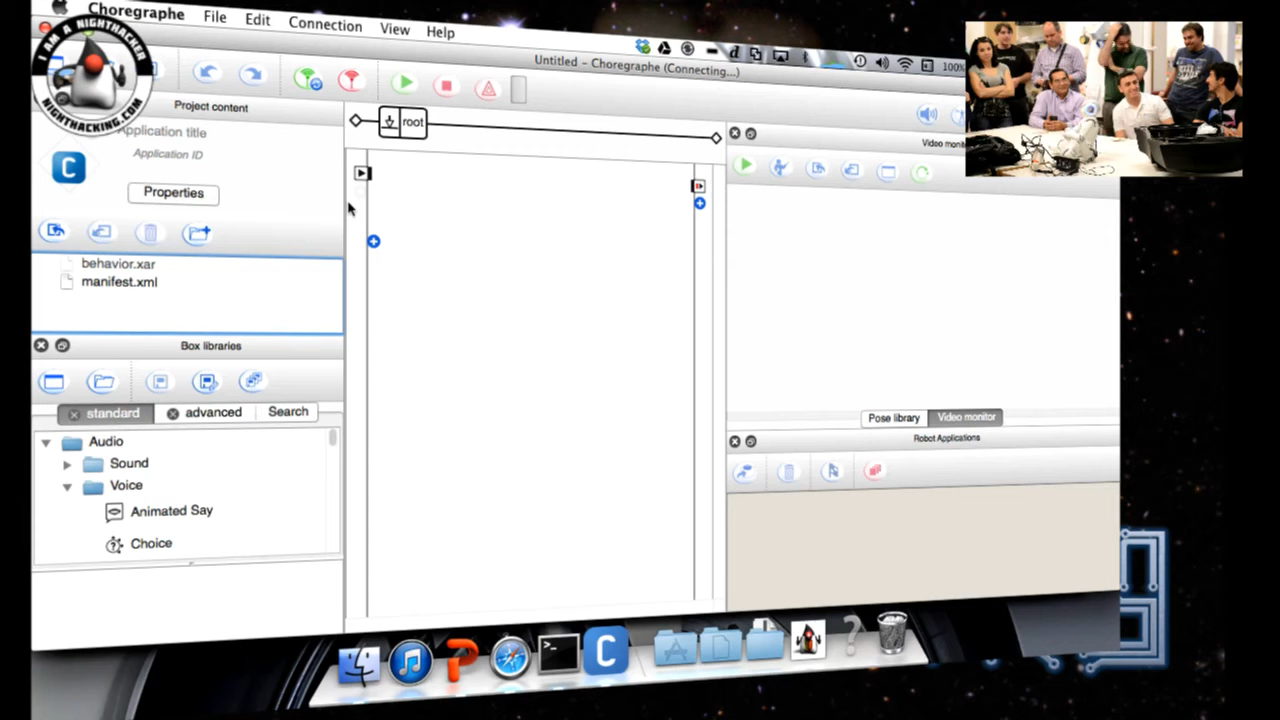 Choregraphe File Edit Connection View Help
100%
I AM A NIGHTHACKER
NIGHTHACKING.COM
Untitled – Choregraphe (Connecting...)
Project content
Application title
Application ID
C
Properties
root
Video monit
behavior.xar
manifest.xml
Box libraries
standard
advanced
Search
Audio
Sound
Voice
Animated Say
Choice
Pose library
Video monitor
Robot Applications
C